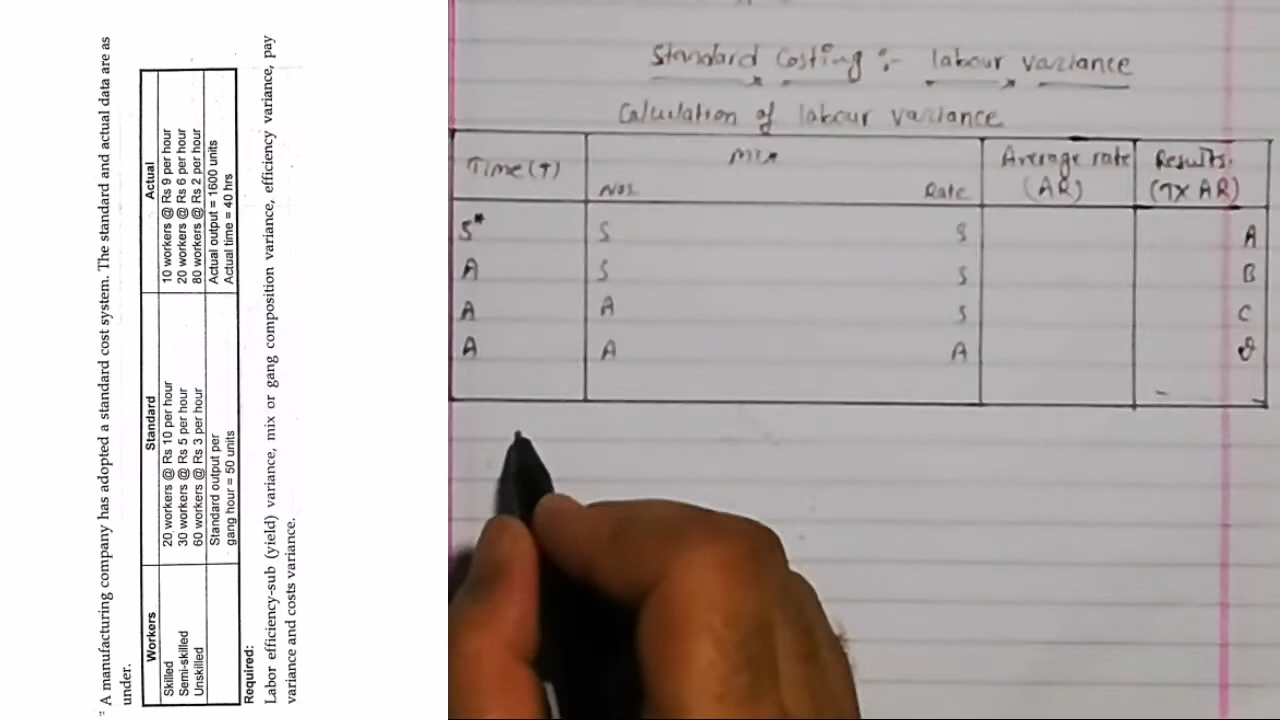 A manufacturing company has adopted a standard cost system. The standard and actual data are as
under.
Workers Standard Actual
Skilled 20 workers @ Rs 10 per hour 10 workers @ Rs 9 per hour
Semi-skilled 30 workers @ Rs 5 per hour 20 workers @ Rs 6 per hour
Unskilled 60 workers @ Rs 3 per hour 80 workers @ Rs 2 per hour
Standard output per Actual output = 1600 units
gang hour = 50 units Actual time = 40 hrs
Required:
Labor efficiency-sub (yield) variance, mix or gang composition variance, efficiency variance, pay
variance and costs variance.
Standard Costing :- labour variance
Calculation of labour variance
Time (T) Mix Average rate Results
Nos. Rate (AR) (TX AR)
S* S S A
A S S B
A A S C
A A A D